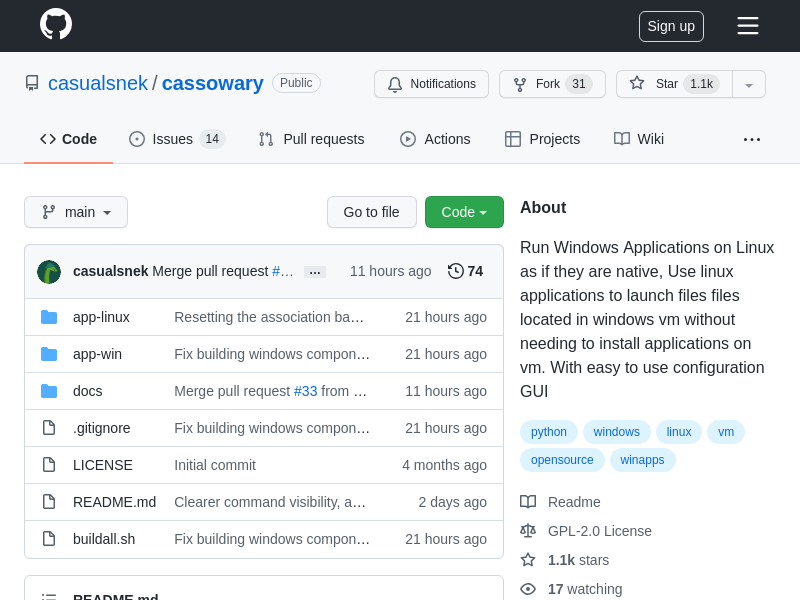 Sign up
casualsnek / cassowary Public
Notifications Fork 31 Star 1.1k
Code Issues 14 Pull requests Actions Projects Wiki ...
main Go to file Code
casualsnek Merge pull request #… ... 11 hours ago 74
app-linux Resetting the association ba… 21 hours ago
app-win Fix building windows compon… 21 hours ago
docs Merge pull request #33 from … 11 hours ago
.gitignore Fix building windows compon… 21 hours ago
LICENSE Initial commit 4 months ago
README.md Clearer command visibility, a… 2 days ago
buildall.sh Fix building windows compon… 21 hours ago
README.md
About
Run Windows Applications on Linux
as if they are native, Use linux
applications to launch files files
located in windows vm without
needing to install applications on
vm. With easy to use configuration
GUI
python windows linux vm
opensource winapps
Readme
GPL-2.0 License
1.1k stars
17 watching